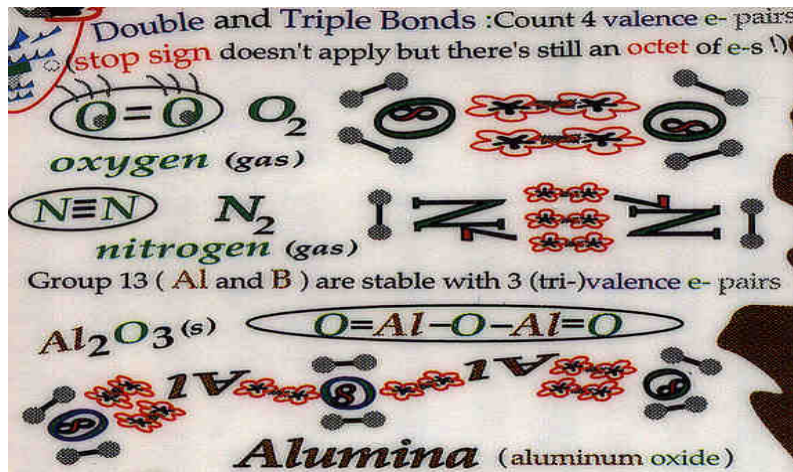 Double and Triple Bonds :Count 4 valence e- pairs
(stop sign doesn't apply but there's still an octet of e-s !)
O=O O2
oxygen (gas)
N≡N N2
nitrogen (gas)
N N
Group 13 ( Al and B ) are stable with 3 (tri-)valence e- pairs
Al2O3(s) O=Al-O-Al=O
Al Al
Alumina (aluminum oxide)